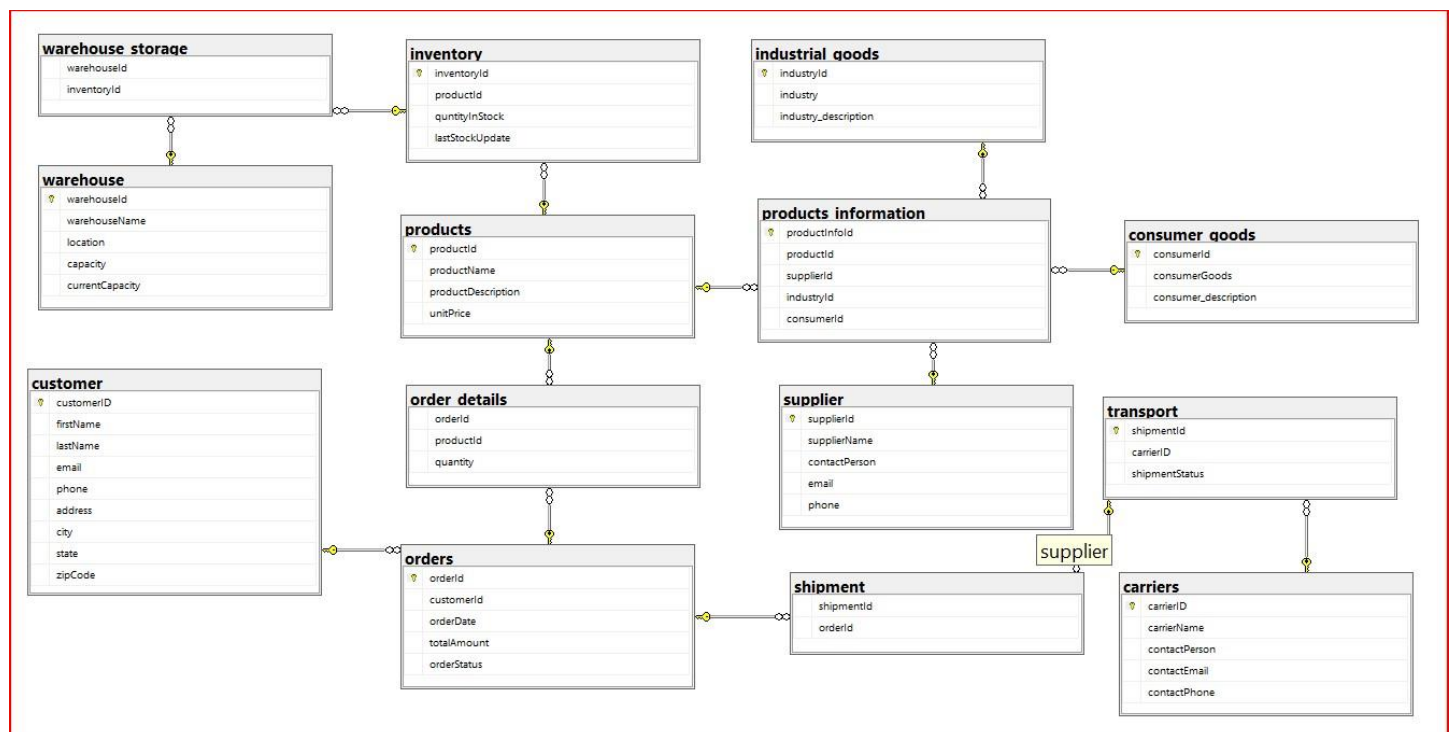 warehouse_storage
warehouseId
inventoryId
inventory
inventoryId
productId
quntityInStock
lastStockUpdate
industrial_goods
industryId
industry
industry_description
warehouse
warehouseId
warehouseName
location
capacity
currentCapacity
products
productId
productName
productDescription
unitPrice
products_information
productInfoId
productId
supplierId
industryId
consumerId
consumer_goods
consumerId
consumerGoods
consumer_description
customer
customerID
firstName
lastName
email
phone
address
city
state
zipCode
order_details
orderId
productId
quantity
supplier
supplierId
supplierName
contactPerson
email
phone
transport
shipmentId
carrierID
shipmentStatus
supplier
orders
orderId
customerId
orderDate
totalAmount
orderStatus
shipment
shipmentId
orderId
carriers
carrierID
carrierName
contactPerson
contactEmail
contactPhone